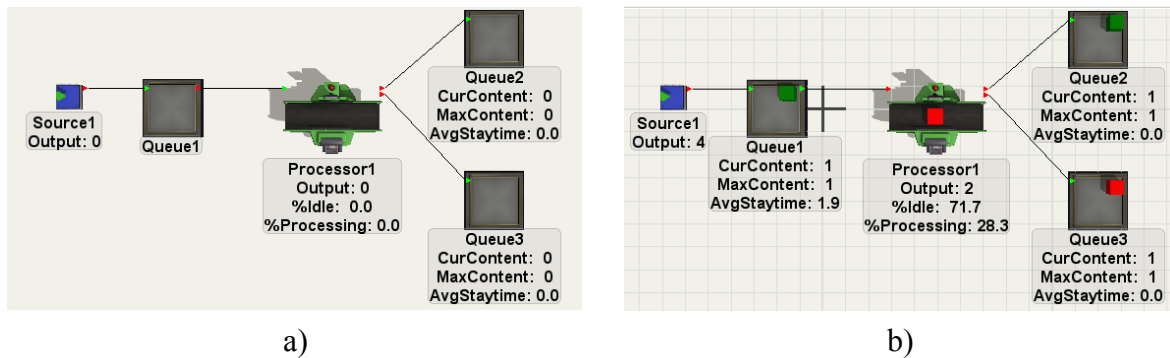 Source1
Output: 0
Queue1
Processor1
Output: 0
%Idle: 0.0
%Processing: 0.0
Queue2
CurContent: 0
MaxContent: 0
AvgStaytime: 0.0
Queue3
CurContent: 0
MaxContent: 0
AvgStaytime: 0.0
a)
Source1
Output: 4
Queue1
CurContent: 1
MaxContent: 1
AvgStaytime: 1.9
Processor1
Output: 2
%Idle: 71.7
%Processing: 28.3
Queue2
CurContent: 1
MaxContent: 1
AvgStaytime: 0.0
Queue3
CurContent: 1
MaxContent: 1
AvgStaytime: 0.0
b)